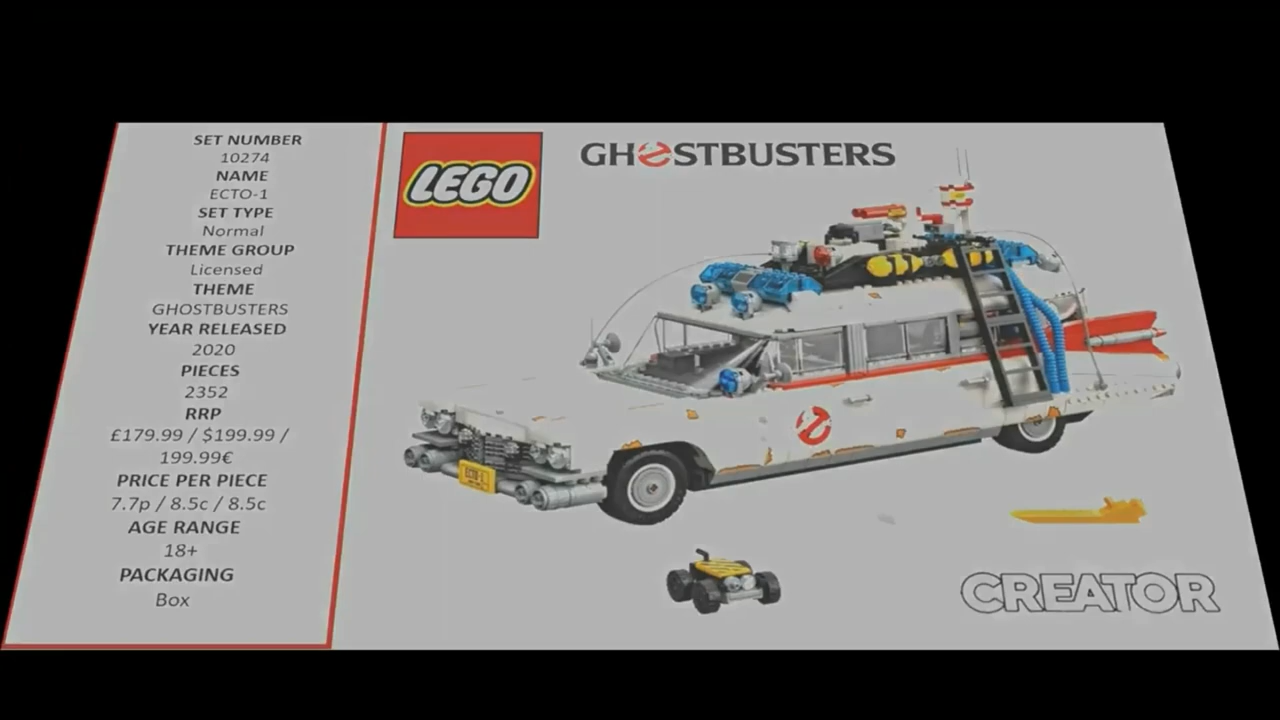 SET NUMBER
10274
NAME
ECTO-1
SET TYPE
Normal
THEME GROUP
Licensed
THEME
GHOSTBUSTERS
YEAR RELEASED
2020
PIECES
2352
RRP
£179.99 / $199.99 /
199.99€
PRICE PER PIECE
7.7p / 8.5c / 8.5c
AGE RANGE
18+
PACKAGING
Box
LEGO
GHOSTBUSTERS
ECTO-1
CREATOR